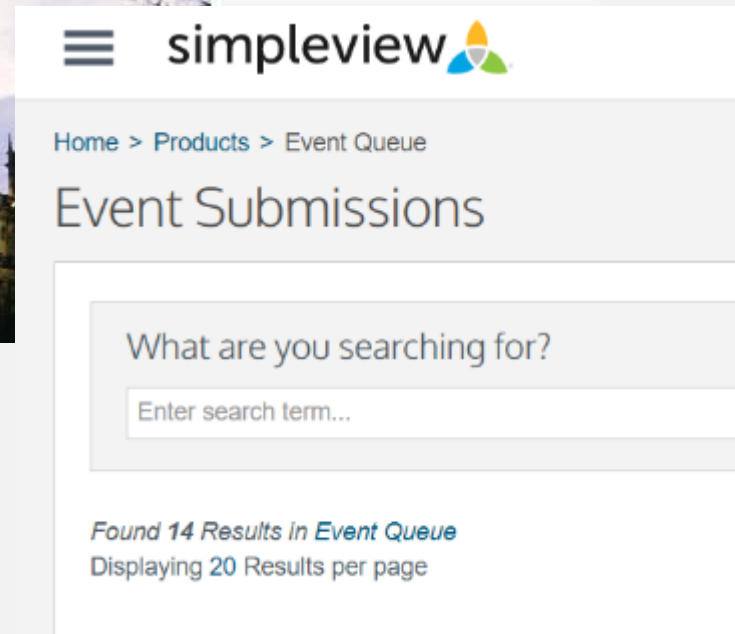 simpleview
Home > Products > Event Queue
Event Submissions
What are you searching for?
Enter search term...
Found 14 Results in Event Queue
Displaying 20 Results per page